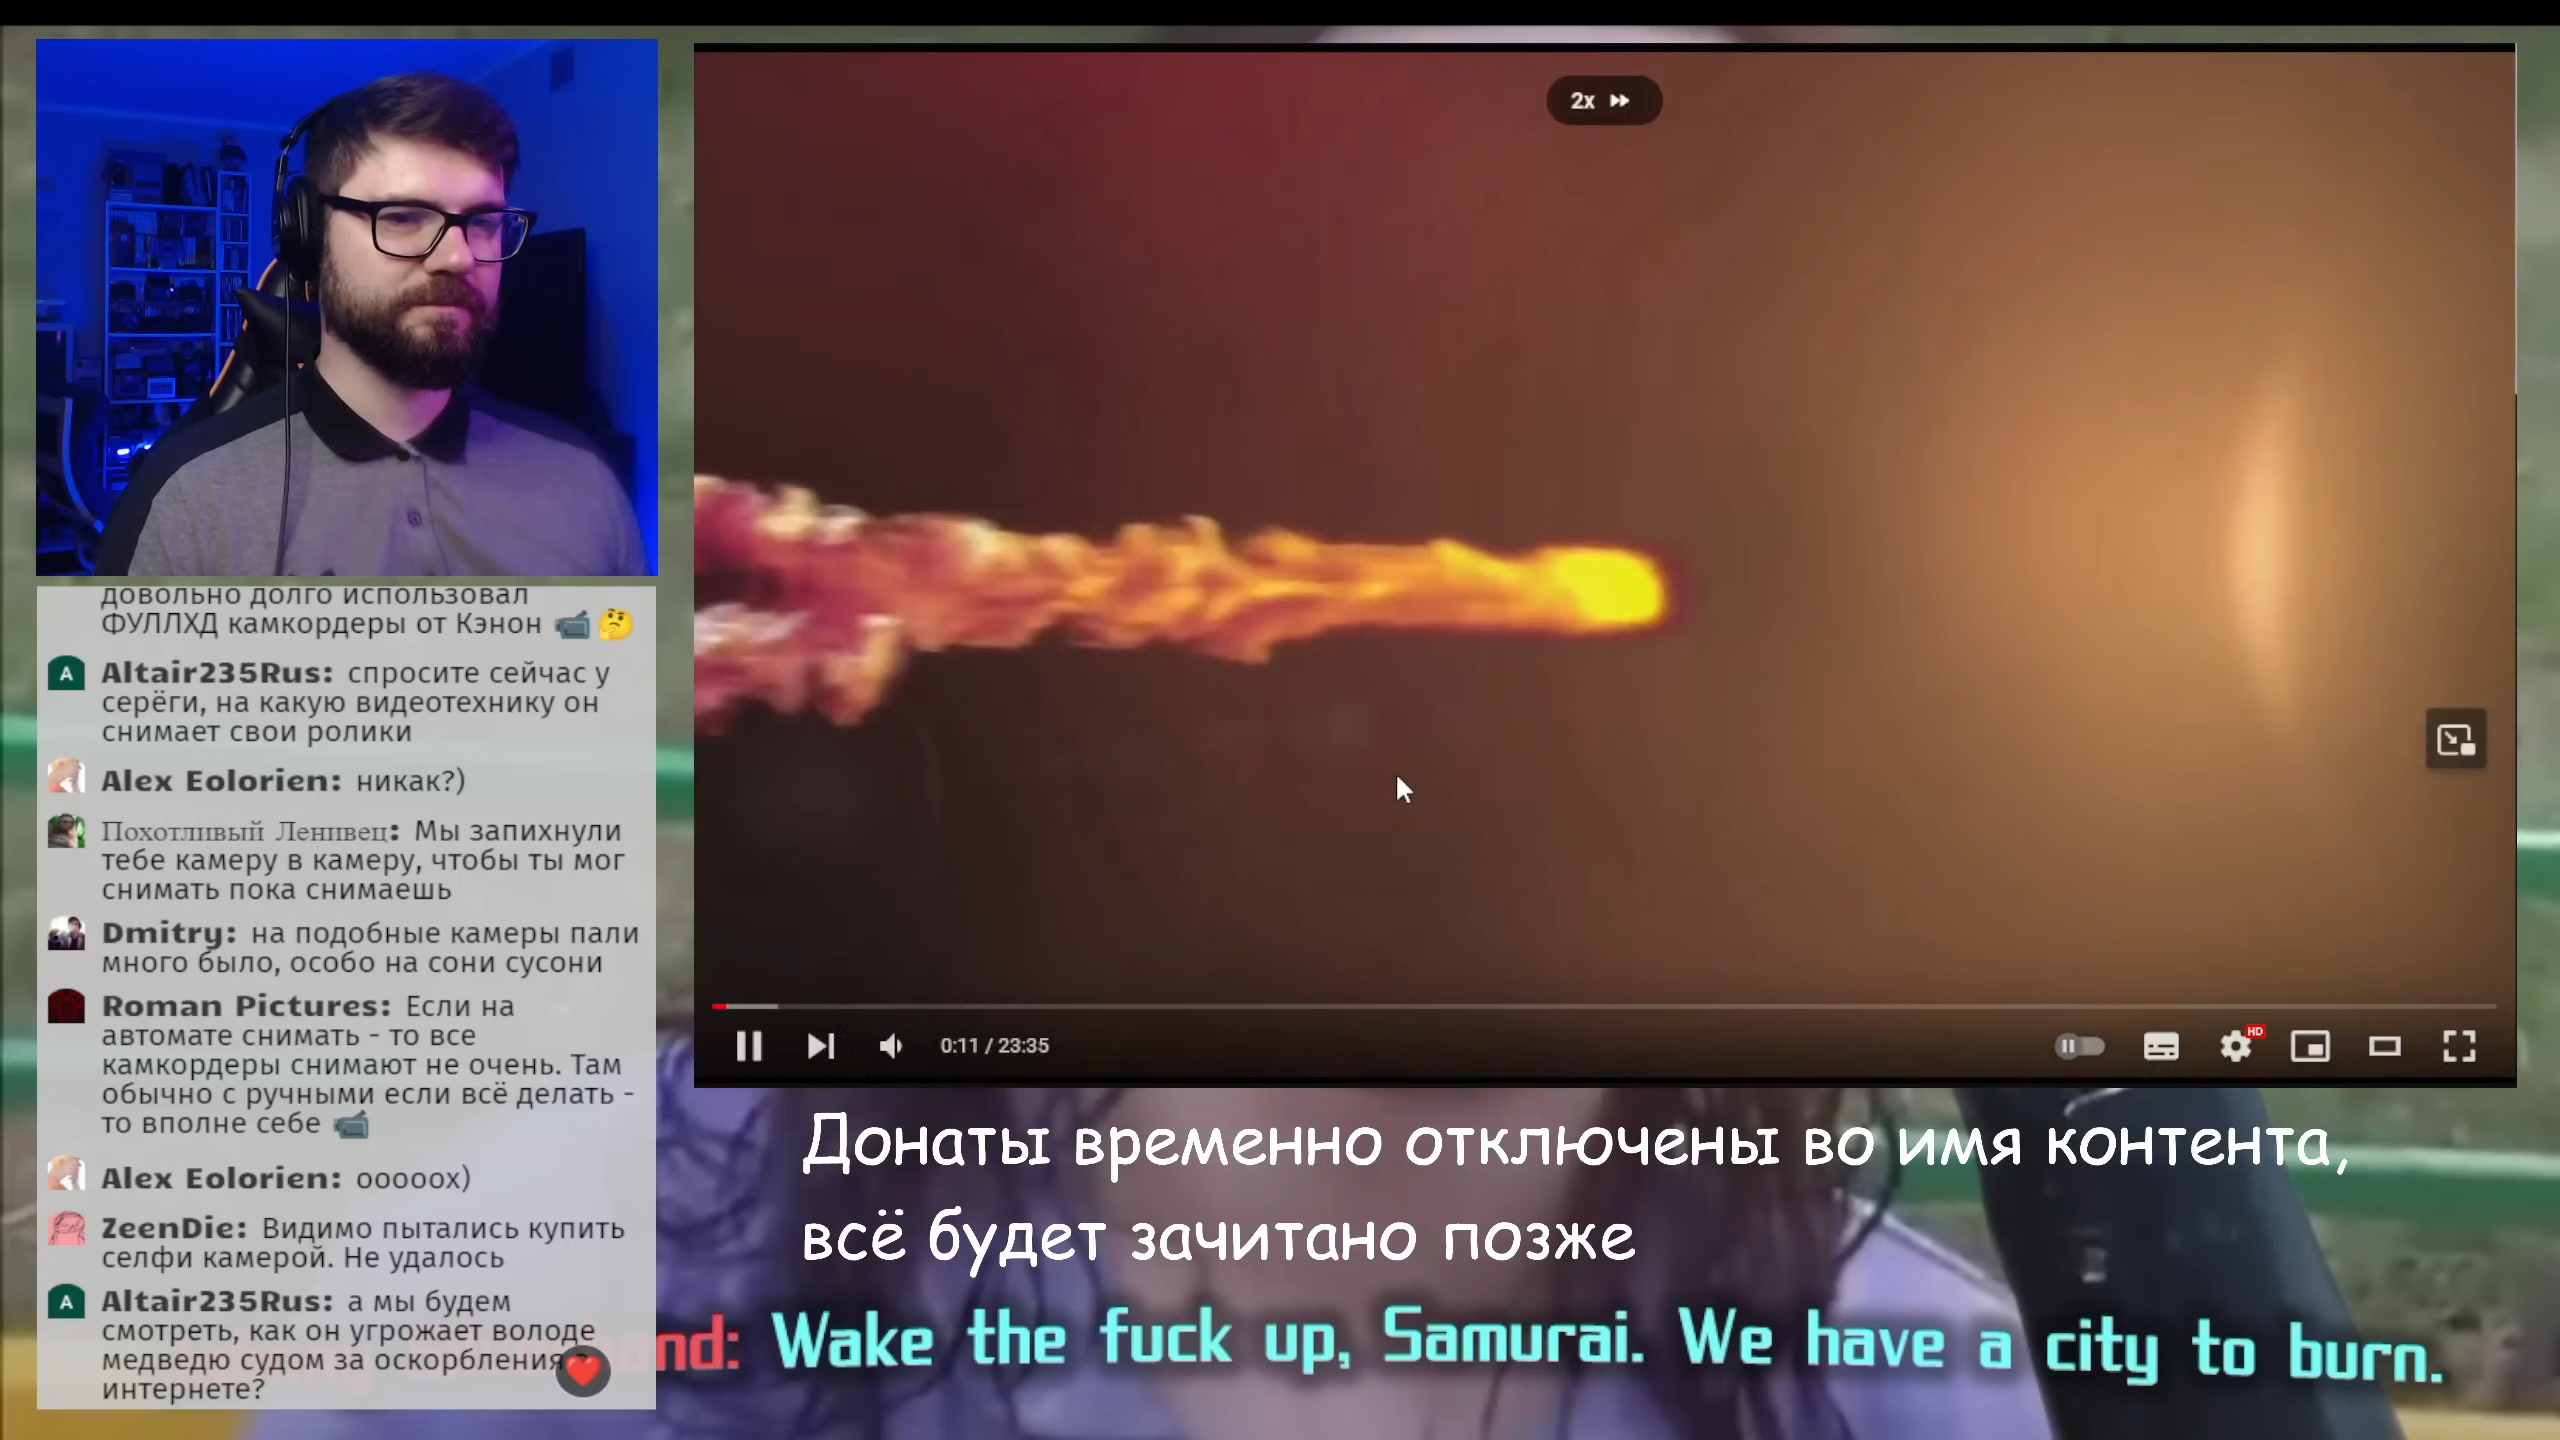 довольно долго использовал
ФУЛЛХД камкордеры от Кэнон
A
Altair235Rus: спросите сейчас у
серёги, на какую видеотехнику он
снимает свои ролики
Alex Eolorien: никак?)
Похотливый Ленивец: Мы запихнули
тебе камеру в камеру, чтобы ты мог
снимать пока снимаешь
Dmitry: на подобные камеры пали
много было, особо на сони сусони
Roman Pictures: Если на
автомате снимать - то все
камкордеры снимают не очень. Там
обычно с ручными если всё делать -
то вполне себе
Alex Eolorien: ооооох)
ZeenDie: Видимо пытались купить
селфи камерой. Не удалось
A
Altair235Rus: а мы будем
смотреть, как он угрожает володе
медведю судом за оскорбления
интернете?
2x
0:11 / 23:35
HD
Донаты временно отключены во имя контента,
всё будет зачитано позже
and: Wake the fuck up, Samurai. We have a city to burn.